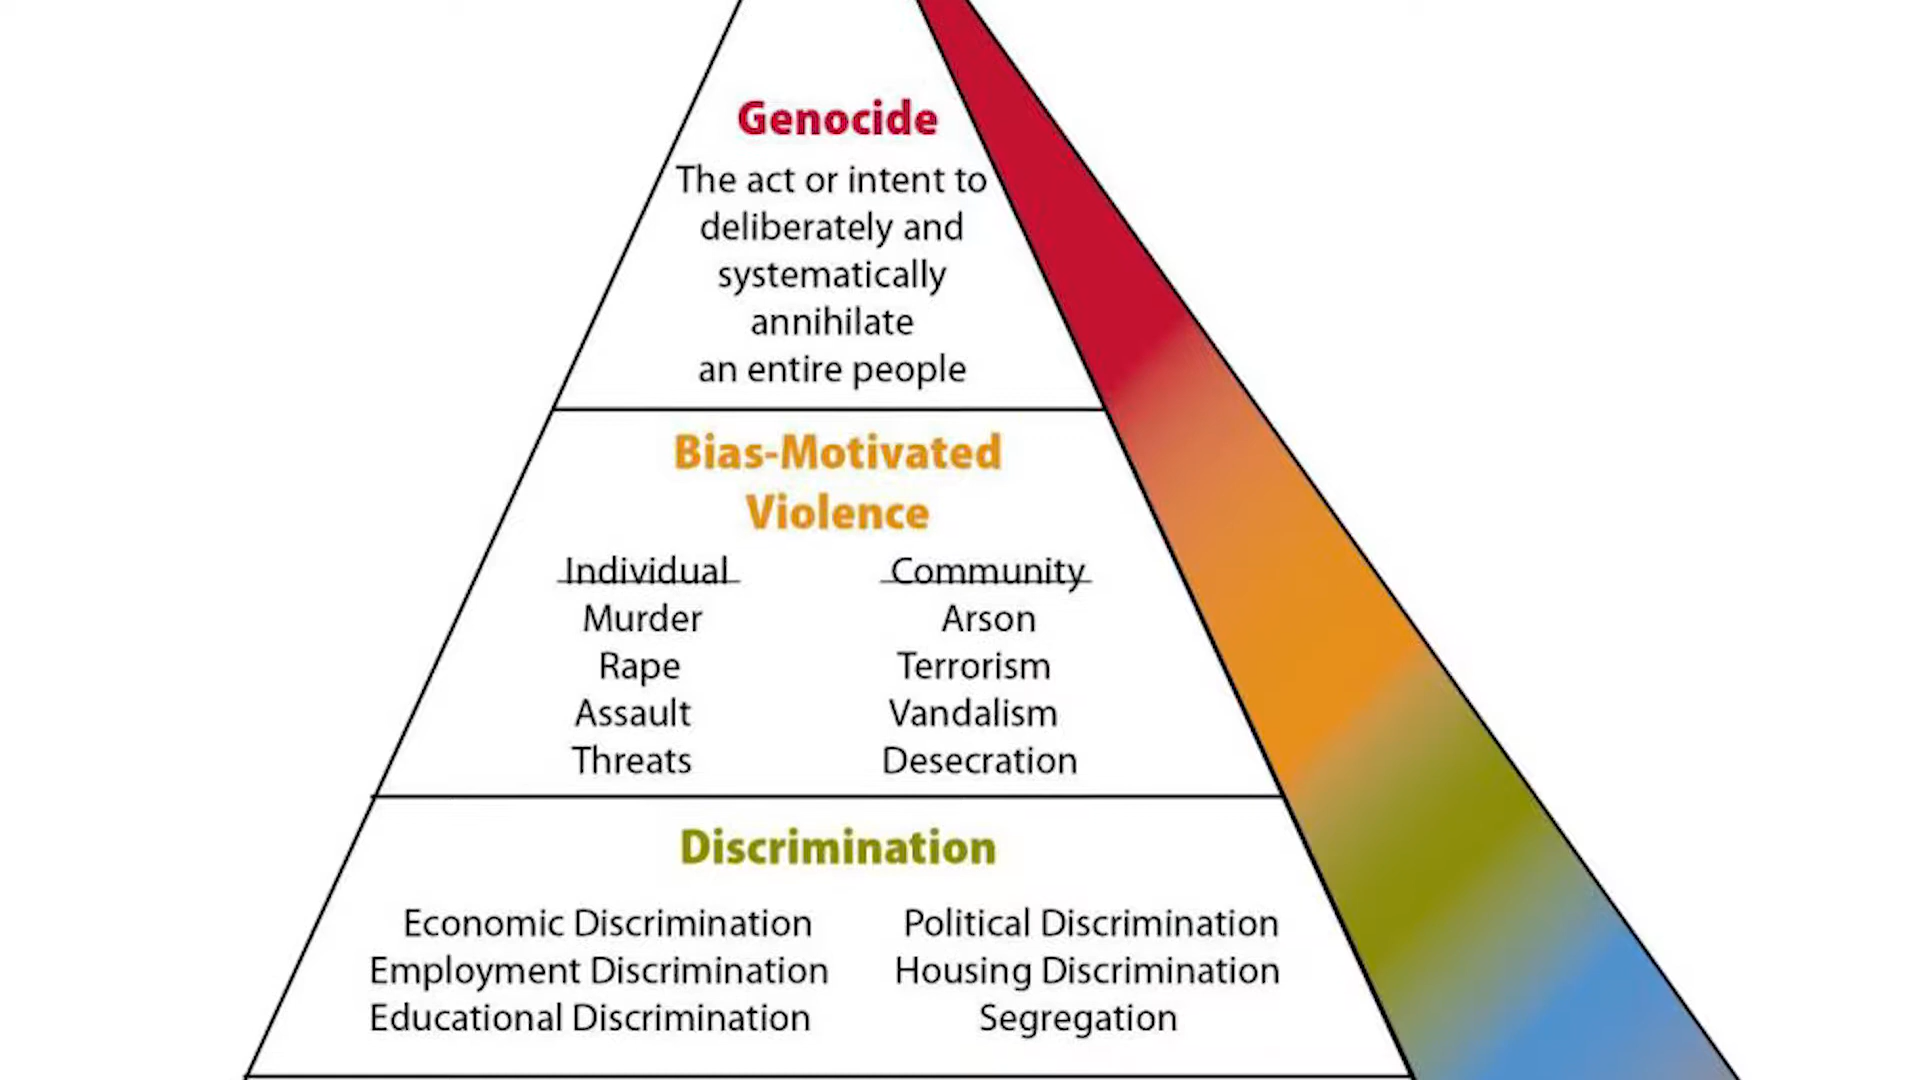 Genocide
The act or intent to
deliberately and
systematically
annihilate
an entire people
Bias-Motivated
Violence
Individual Community
Murder Arson
Rape Terrorism
Assault Vandalism
Threats Desecration
Discrimination
Economic Discrimination Political Discrimination
Employment Discrimination Housing Discrimination
Educational Discrimination Segregation